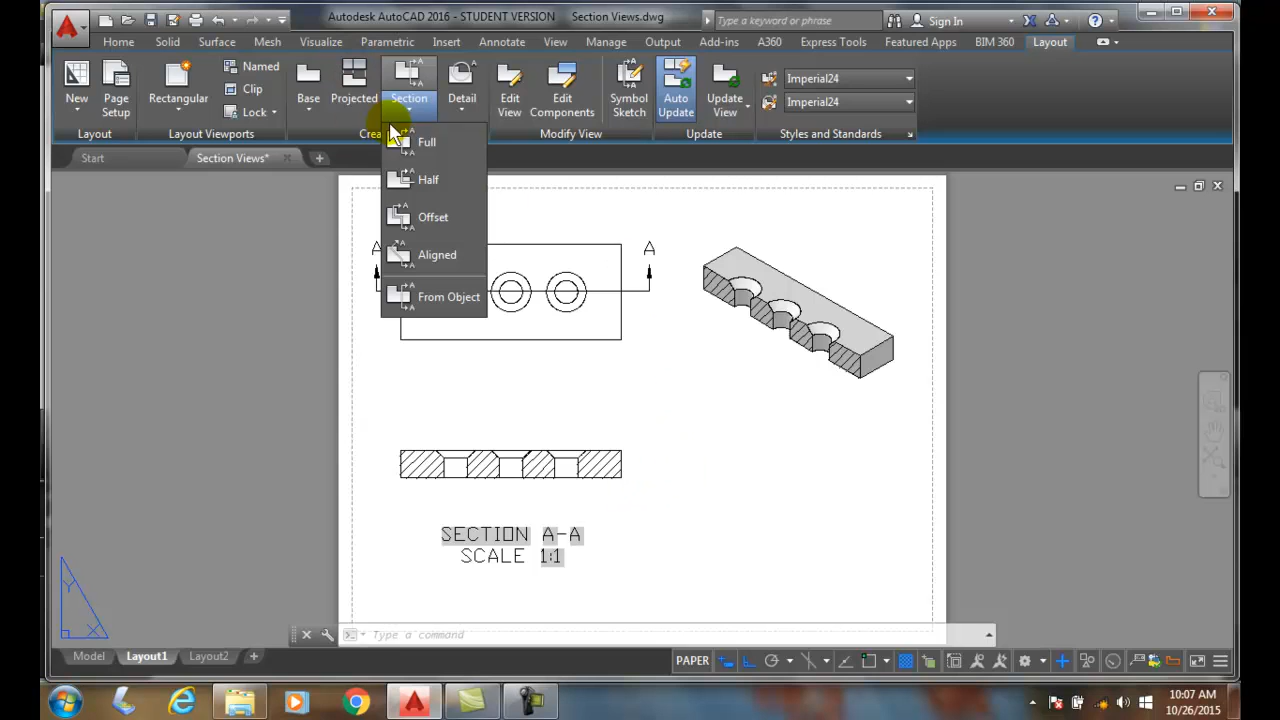 Autodesk AutoCAD 2016 - STUDENT VERSION Section Views.dwg
Type a keyword or phrase
Sign In
Home Solid Surface Mesh Visualize Parametric Insert Annotate View Manage Output Add-ins A360 Express Tools Featured Apps BIM 360 Layout
New
Page Setup
Layout
Rectangular
Named
Clip
Lock
Layout Viewports
Base
Projected
Section
Detail
Crea
Edit View
Edit Components
Symbol Sketch
Modify View
Auto Update
Update View
Update
Imperial24
Imperial24
Styles and Standards
Start
Section Views*
Full
Half
Offset
Aligned
From Object
A
A
SECTION A-A
SCALE 1:1
Y
X
Type a command
Model
Layout1
Layout2
PAPER
10:07 AM
10/26/2015